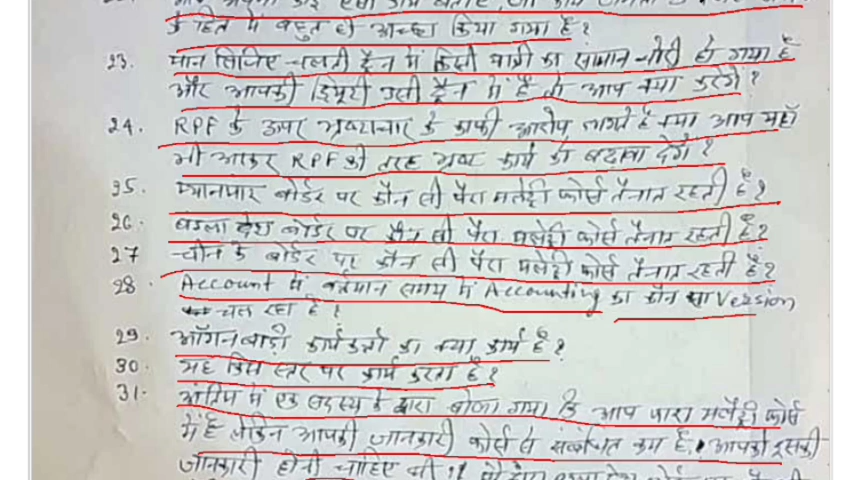 के हित में बहुत ही अच्छा किया गया है?
23. मान लिजिए चलती ट्रेन में किसी यात्री का सामान चोरी हो गया है
और आपकी डियूटी उसी ट्रेन में है तो आप क्या करेंगे?
24. RPF के ऊपर भ्रष्टाचार के काफी आरोप लगते है क्या आप यहाँ
भी आकर RPF की तरह भ्रष्ट कार्य को बढ़ावा देंगे?
25. म्यानमार बोर्डर पर कौन सी पैरा मलेट्री फोर्स तैनात रहती है?
26. बंग्ला देश बोर्डर पर कौन सी पैरा मलेट्री फोर्स तैनात रहती है?
27 चीन के बोर्डर पर कौन सी पैरा मलेट्री फोर्स तैनात रहती है?
28. Account में वर्तमान समय में Accounting का कौन सा Version
चल रहा है?
29. आँगनबाड़ी कार्यकर्ता का क्या कार्य है?
30. यह किस स्तर पर कार्य करता है?
31. अंतिम में एक सदस्य के द्वारा बोला गया कि आप पारा मलेट्री फोर्स
में है लेकिन आपकी जानकारी फोर्स से संबंधित कम है, आपको इसकी
जानकारी होनी चाहिए थी